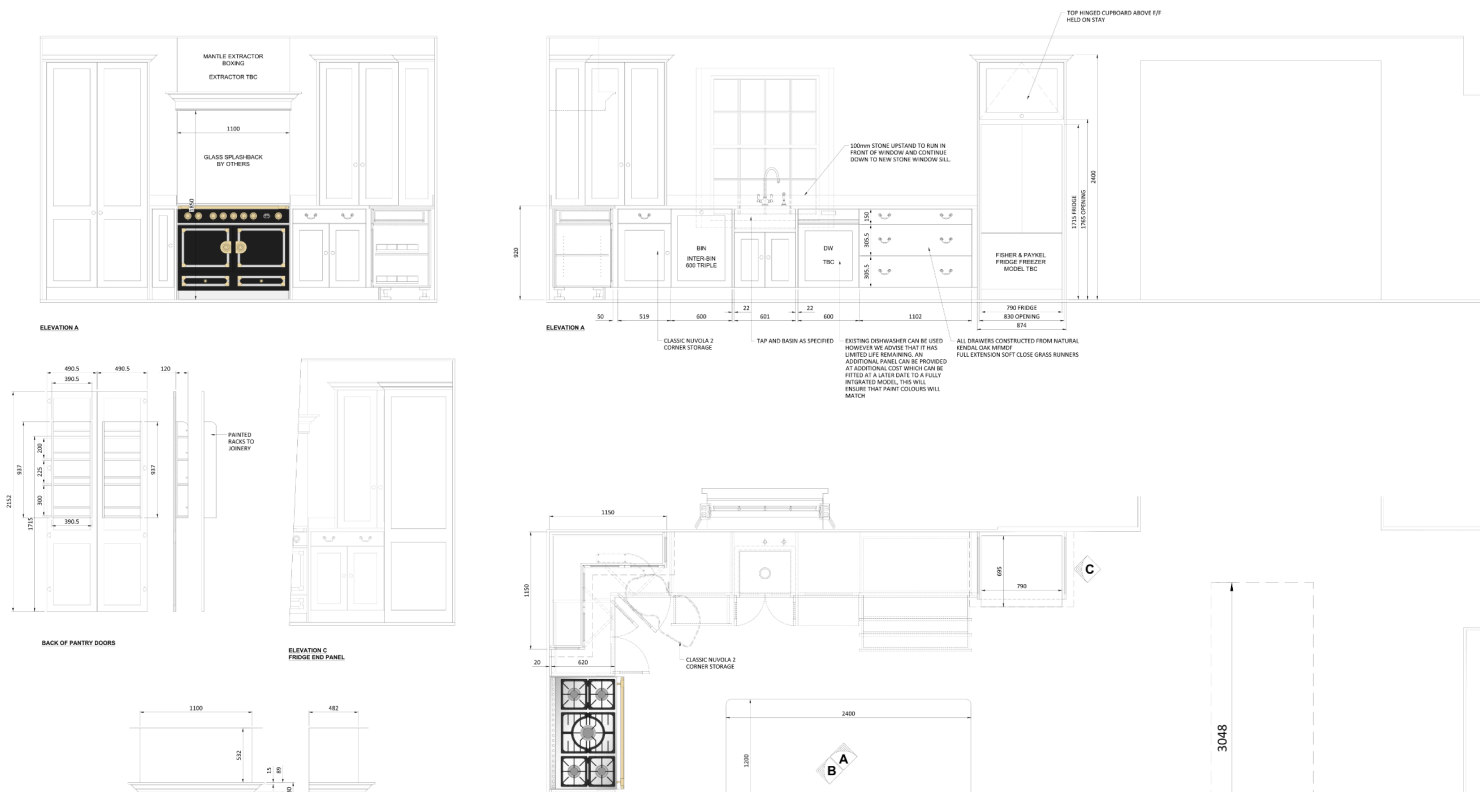 MANTLE EXTRACTOR
BOXING
EXTRACTOR TBC
1100
GLASS SPLASHBACK
BY OTHERS
ELEVATION A
TOP HINGED CUPBOARD ABOVE F/F
HELD ON STAY
100mm STONE UPSTAND TO RUN IN
FRONT OF WINDOW AND CONTINUE
DOWN TO NEW STONE WINDOW SILL.
2400
1715 FRIDGE
1765 OPENING
920
BIN
INTER-BIN
600 TRIPLE
DW
TBC
150
305.5
305.5
FISHER & PAYKEL
FRIDGE FREEZER
MODEL TBC
22
22
790 FRIDGE
830 OPENING
874
50
519
600
601
600
1102
ELEVATION A
CLASSIC NUVOLA 2
CORNER STORAGE
TAP AND BASIN AS SPECIFIED
EXISTING DISHWASHER CAN BE USED
HOWEVER WE ADVISE THAT IT HAS
LIMITED LIFE REMAINING. AN
ADDITIONAL PANEL CAN BE PROVIDED
AT ADDITIONAL COST WHICH CAN BE
FITTED AT A LATER DATE TO A FULLY
INTGRATED MODEL, THIS WILL
ENSURE THAT PAINT COLOURS WILL
MATCH
ALL DRAWERS CONSTRUCTED FROM NATURAL
KENDAL OAK MFMDF
FULL EXTENSION SOFT CLOSE GRASS RUNNERS
490.5
490.5
120
390.5
PAINTED
RACKS TO
JOINERY
200
225
300
937
937
1715
2152
390.5
BACK OF PANTRY DOORS
ELEVATION C
FRIDGE END PANEL
1150
1150
695
790
C
CLASSIC NUVOLA 2
CORNER STORAGE
20
620
2400
1200
A
B
3048
1100
482
532
15
89